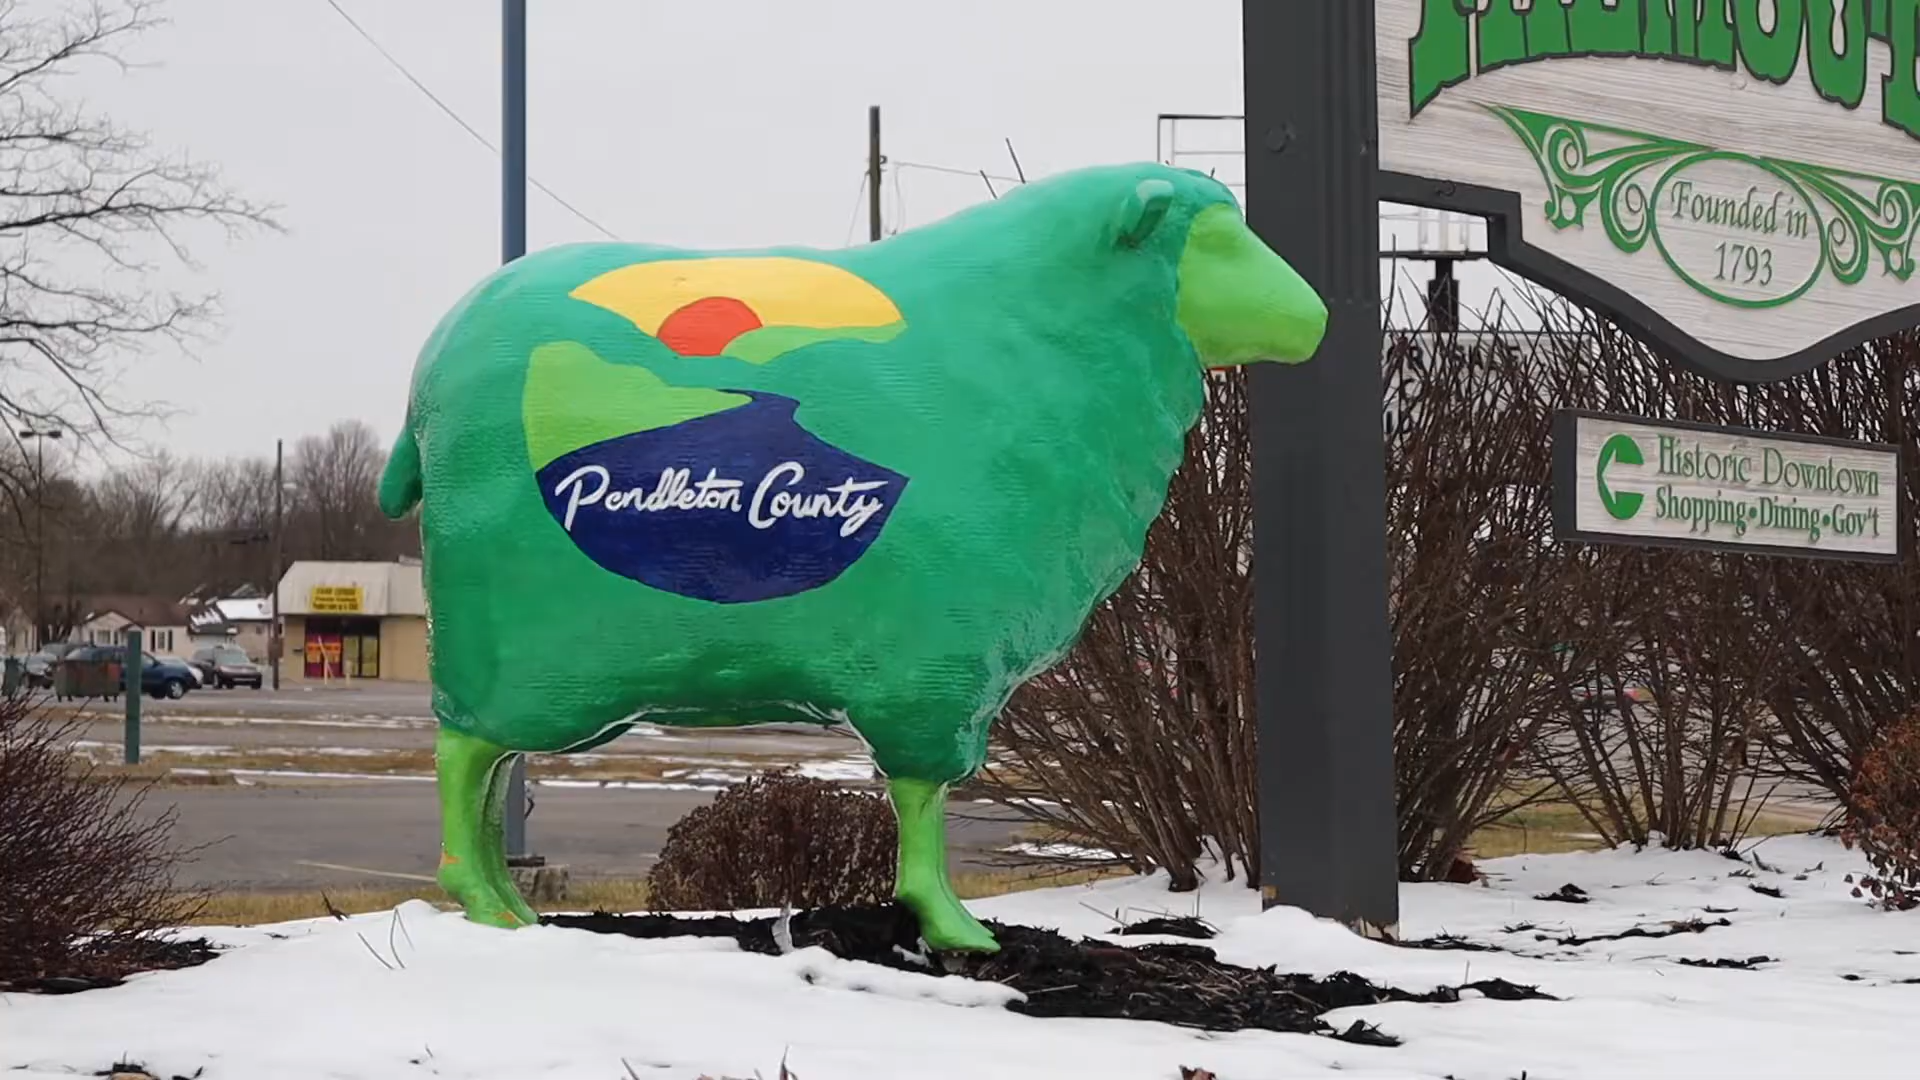 Founded in
1793
Pendleton County
Historic Downtown
Shopping•Dining•Gov't